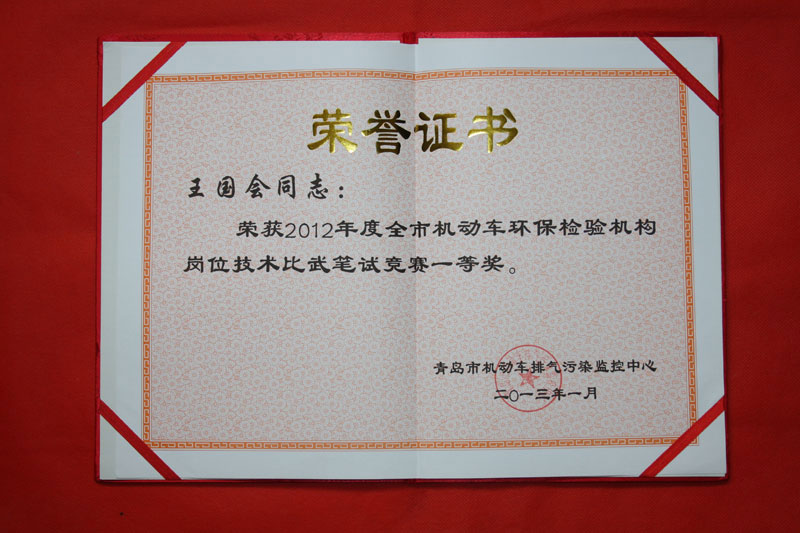 荣誉证书
王国会同志：
荣获2012年度全市机动车环保检验机构
岗位技术比武笔试竞赛一等奖。
青岛市机动车排气污染监控中心
二〇一三年一月